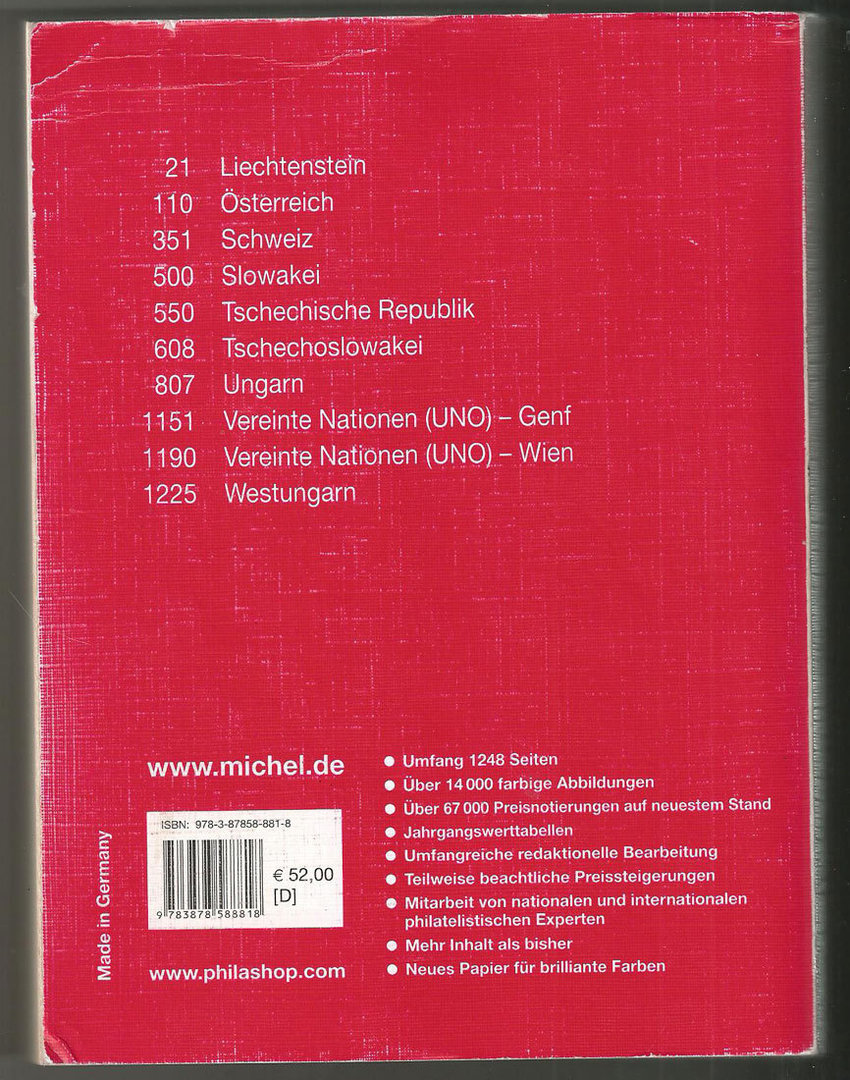 21 Liechtenstein
110 Österreich
351 Schweiz
500 Slowakei
550 Tschechische Republik
608 Tschechoslowakei
807 Ungarn
1151 Vereinte Nationen (UNO) – Genf
1190 Vereinte Nationen (UNO) – Wien
1225 Westungarn
www.michel.de
ISBN: 978-3-87858-881-8
€ 52,00
[D]
9 783878 588818
www.philashop.com
Made in Germany
● Umfang 1248 Seiten
● Über 14 000 farbige Abbildungen
● Über 67 000 Preisnotierungen auf neuestem Stand
● Jahrgangswerttabellen
● Umfangreiche redaktionelle Bearbeitung
● Teilweise beachtliche Preissteigerungen
● Mitarbeit von nationalen und internationalen
philatelistischen Experten
● Mehr Inhalt als bisher
● Neues Papier für brilliante Farben